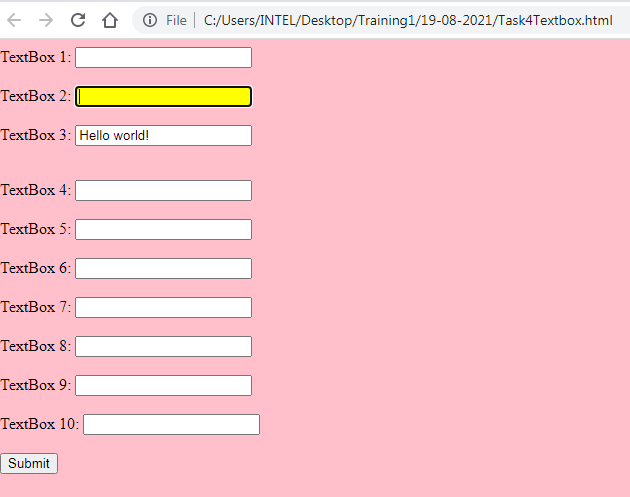 File | C:/Users/INTEL/Desktop/Training1/19-08-2021/Task4Textbox.html
TextBox 1:
TextBox 2:
TextBox 3: Hello world!
TextBox 4:
TextBox 5:
TextBox 6:
TextBox 7:
TextBox 8:
TextBox 9:
TextBox 10:
Submit